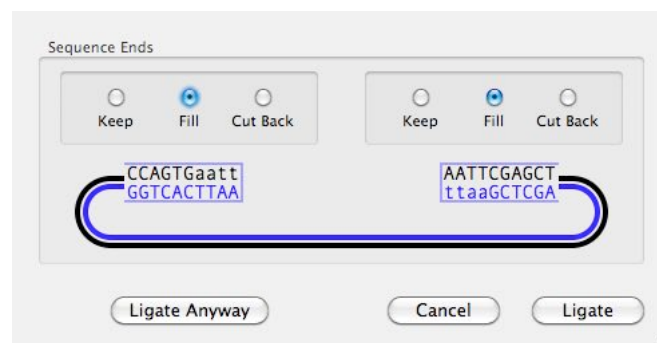 Sequence Ends
Keep Fill Cut Back Keep Fill Cut Back
CCAGTGaatt AATTCGAGCT
GGTCACTTAA ttaaGCTCGA
Ligate Anyway Cancel Ligate